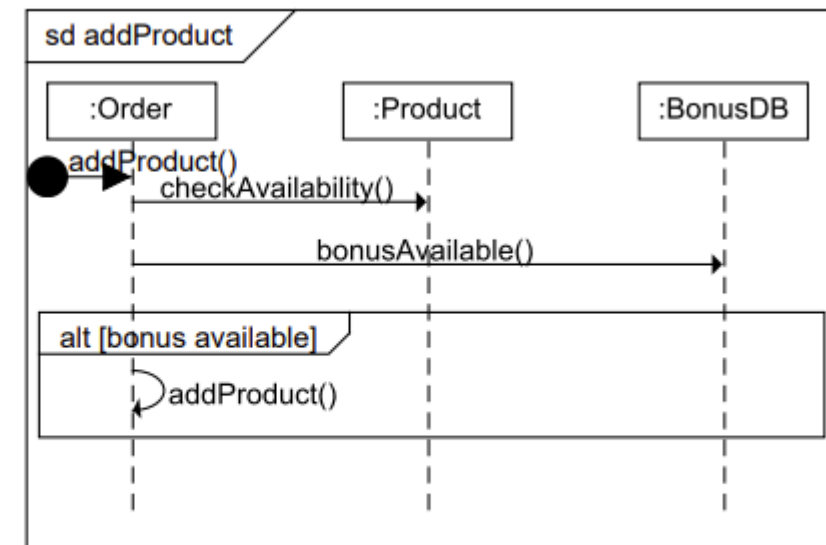 sd addProduct
:Order
:Product
:BonusDB
addProduct()
checkAvailability()
bonusAvailable()
alt [bonus available]
addProduct()